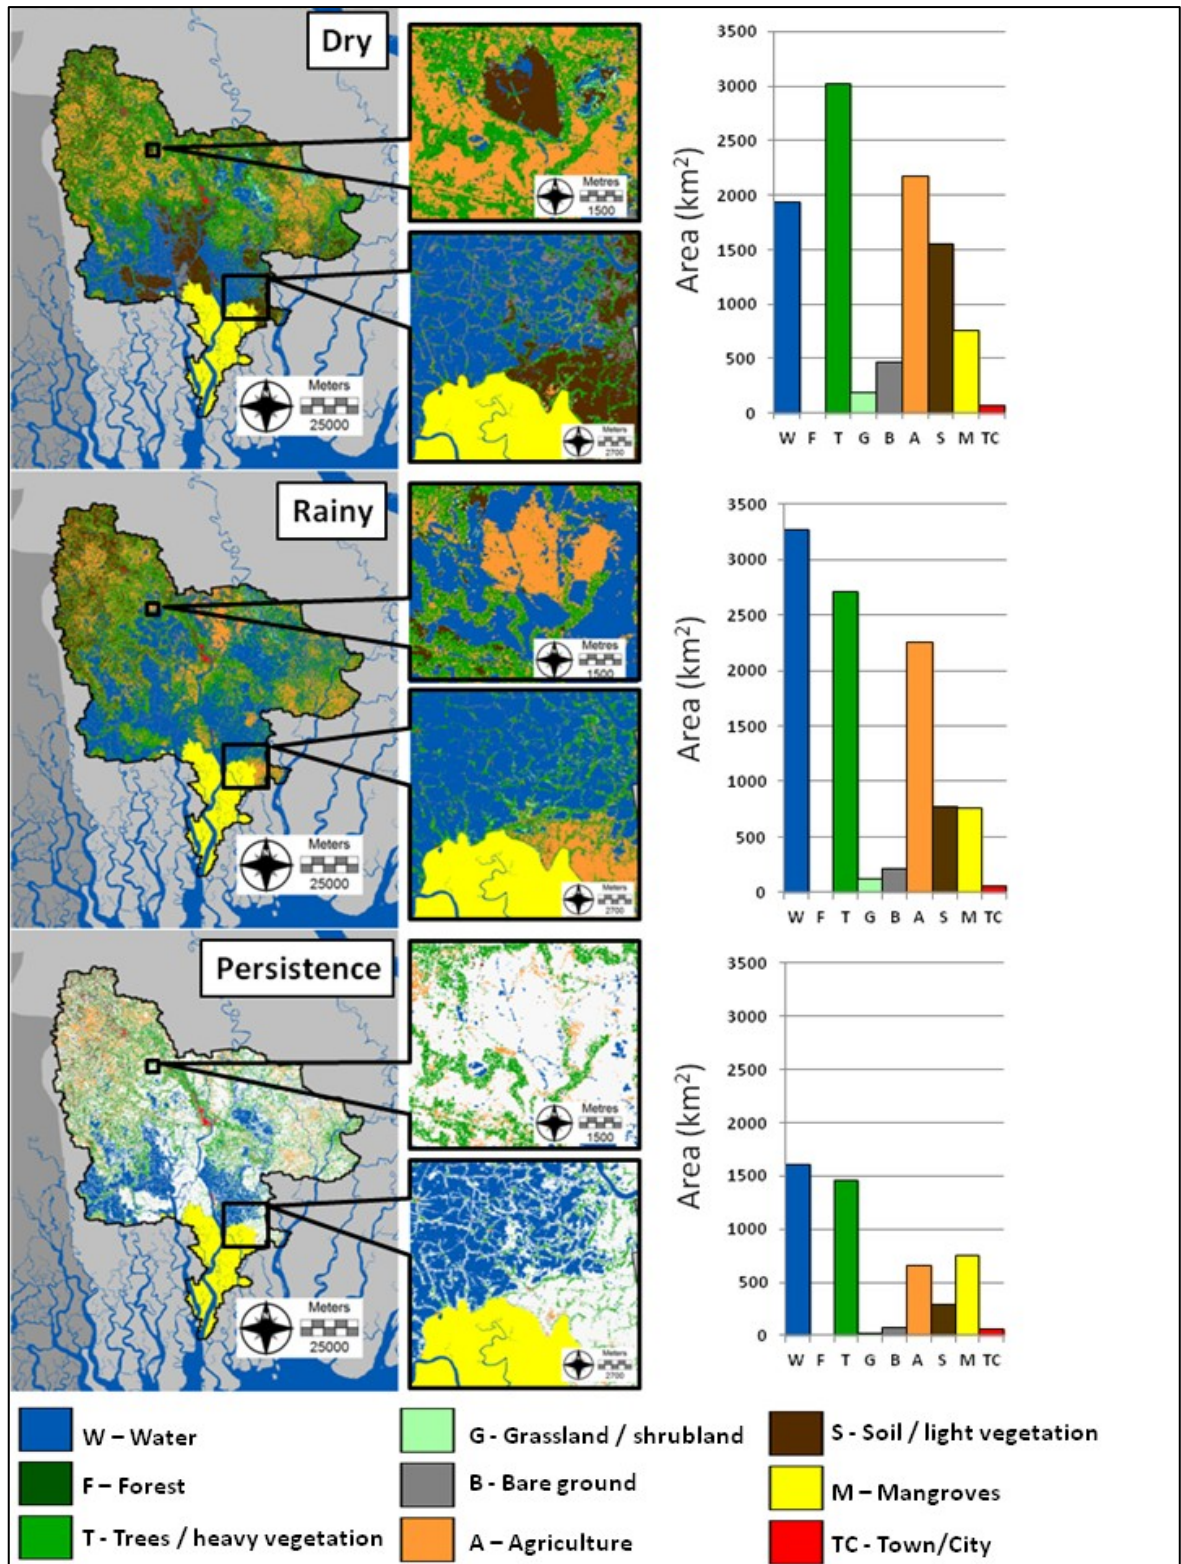 Dry
Metres
1500
Meters
25000
Meters
2700
Area (km²)
3500
3000
2500
2000
1500
1000
500
0
W F T G B A S M TC
Rainy
Metres
1500
Meters
25000
Meters
2700
Area (km²)
3500
3000
2500
2000
1500
1000
500
0
W F T G B A S M TC
Persistence
Metres
1500
Meters
25000
Meters
2700
Area (km²)
3500
3000
2500
2000
1500
1000
500
0
W F T G B A S M TC
W – Water
F – Forest
T - Trees / heavy vegetation
G - Grassland / shrubland
B - Bare ground
A – Agriculture
S - Soil / light vegetation
M – Mangroves
TC - Town/City